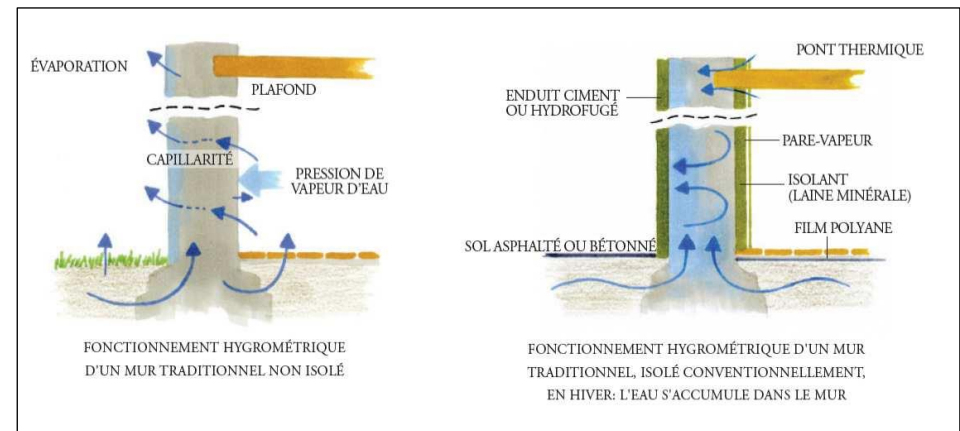 ÉVAPORATION
PLAFOND
CAPILLARITÉ
PRESSION DE
VAPEUR D'EAU
FONCTIONNEMENT HYGROMÉTRIQUE
D'UN MUR TRADITIONNEL NON ISOLÉ
PONT THERMIQUE
ENDUIT CIMENT
OU HYDROFUGÉ
PARE-VAPEUR
ISOLANT
(LAINE MINÉRALE)
FILM POLYANE
SOL ASPHALTÉ OU BÉTONNÉ
FONCTIONNEMENT HYGROMÉTRIQUE D'UN MUR
TRADITIONNEL, ISOLÉ CONVENTIONNELLEMENT,
EN HIVER: L'EAU S'ACCUMULE DANS LE MUR